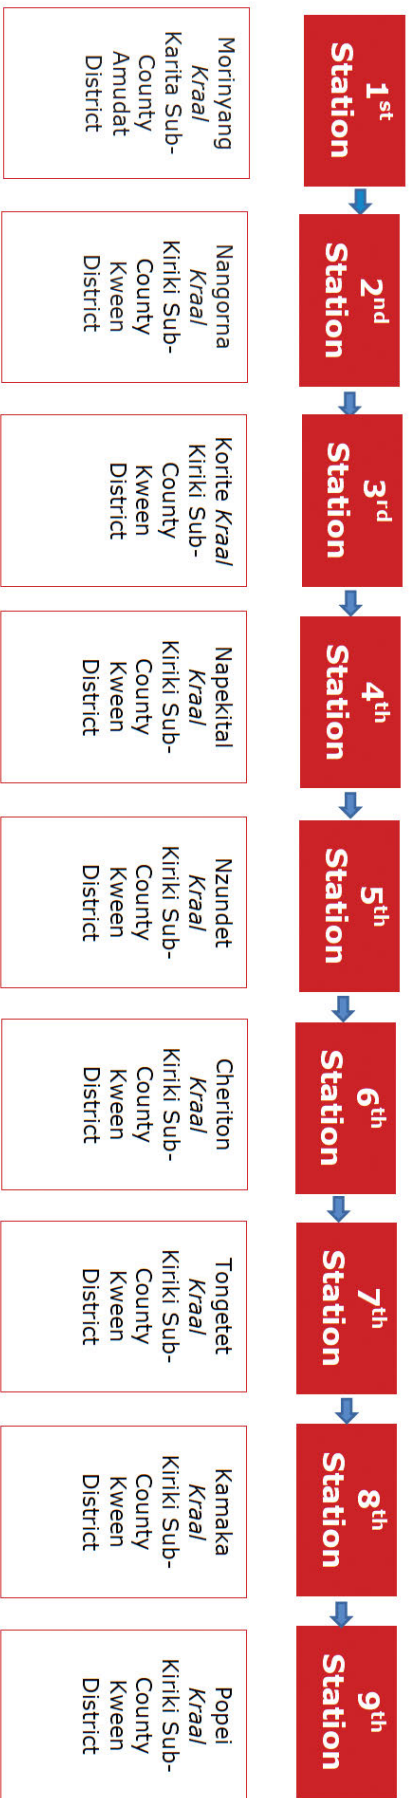 1st
Station
2nd
Station
3rd
Station
4th
Station
5th
Station
6th
Station
7th
Station
8th
Station
9th
Station
Morinyang
Kraal
Karita Sub-
County
Amudat
District
Nangorna
Kraal
Kiriki Sub-
County
Kween
District
Korite Kraal
Kiriki Sub-
County
Kween
District
Napekital
Kraal
Kiriki Sub-
County
Kween
District
Nzundet
Kraal
Kiriki Sub-
County
Kween
District
Cheriton
Kraal
Kiriki Sub-
County
Kween
District
Tongetet
Kraal
Kiriki Sub-
County
Kween
District
Kamaka
Kraal
Kiriki Sub-
County
Kween
District
Popei
Kraal
Kiriki Sub-
County
Kween
District